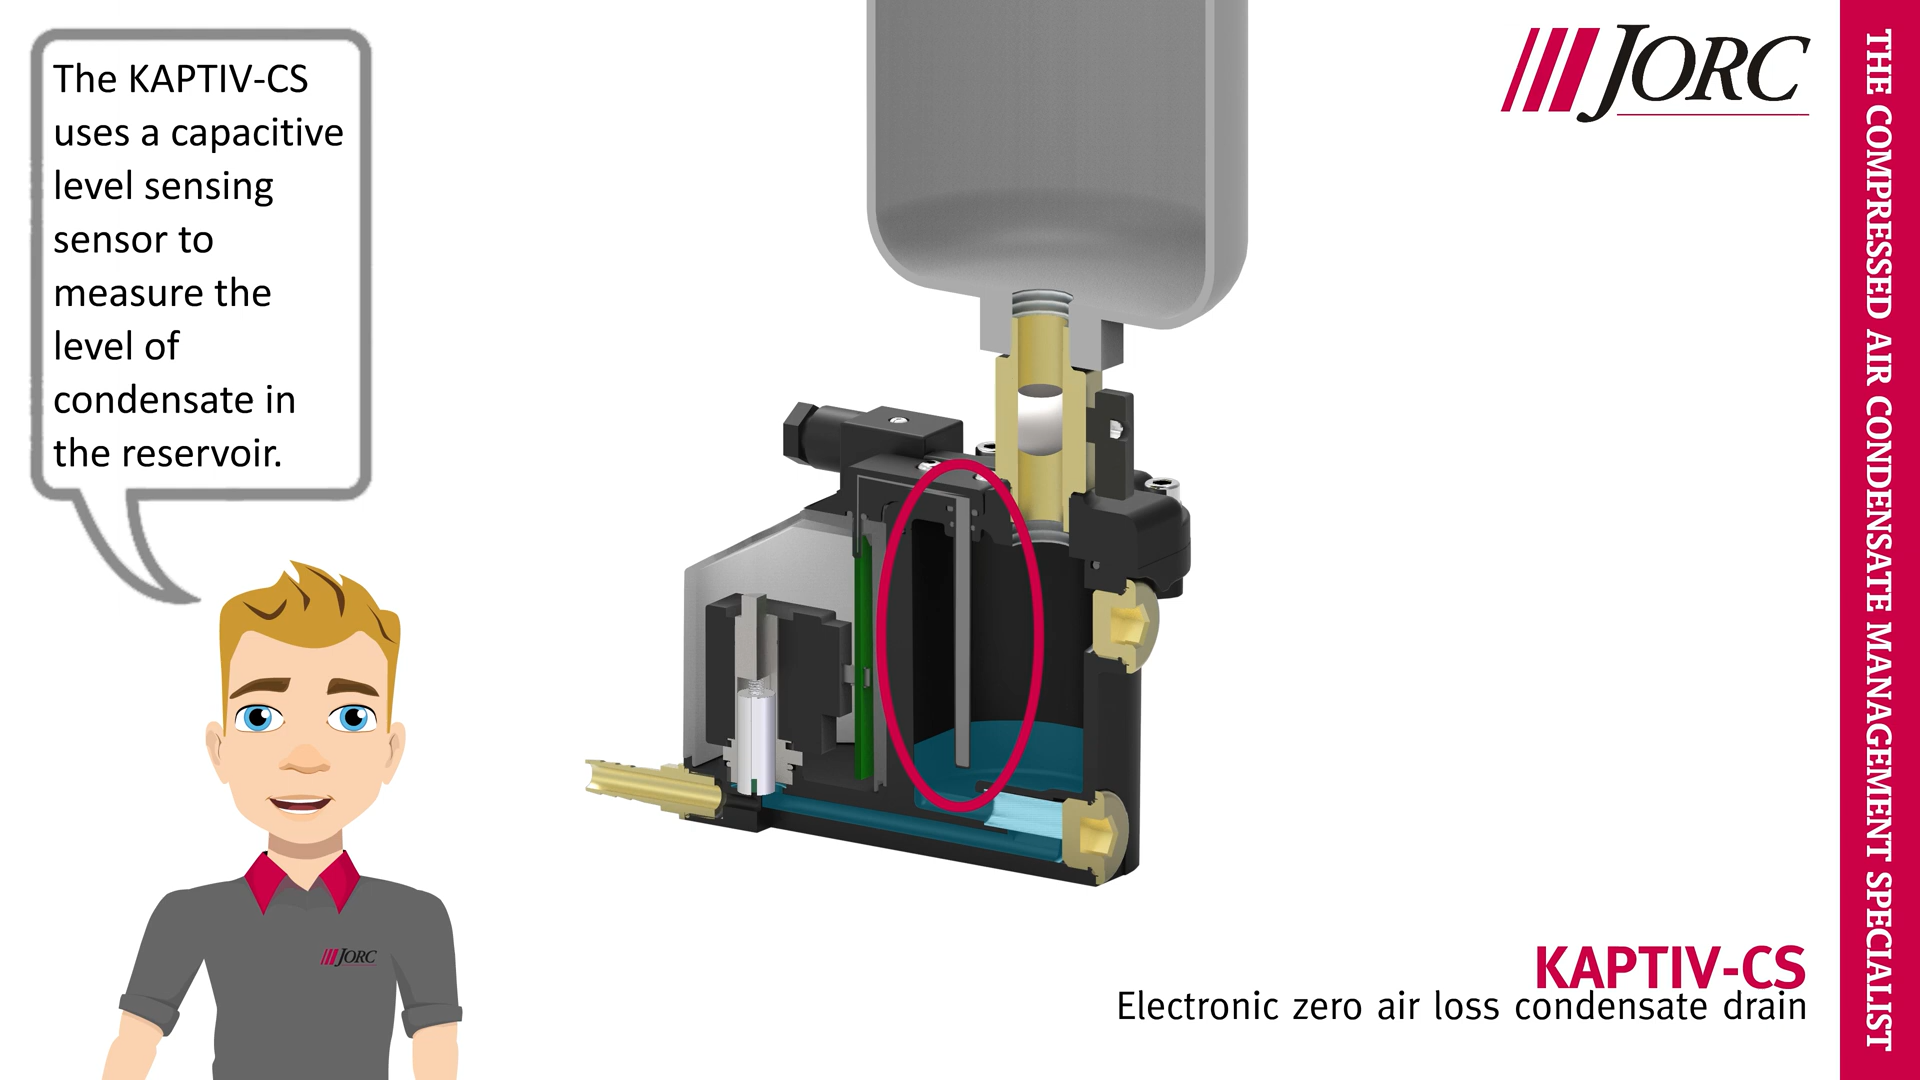 The KAPTIV-CS
uses a capacitive
level sensing
sensor to
measure the
level of
condensate in
the reservoir.
JORC
JORC
KAPTIV-CS
Electronic zero air loss condensate drain
THE COMPRESSED AIR CONDENSATE MANAGEMENT SPECIALIST